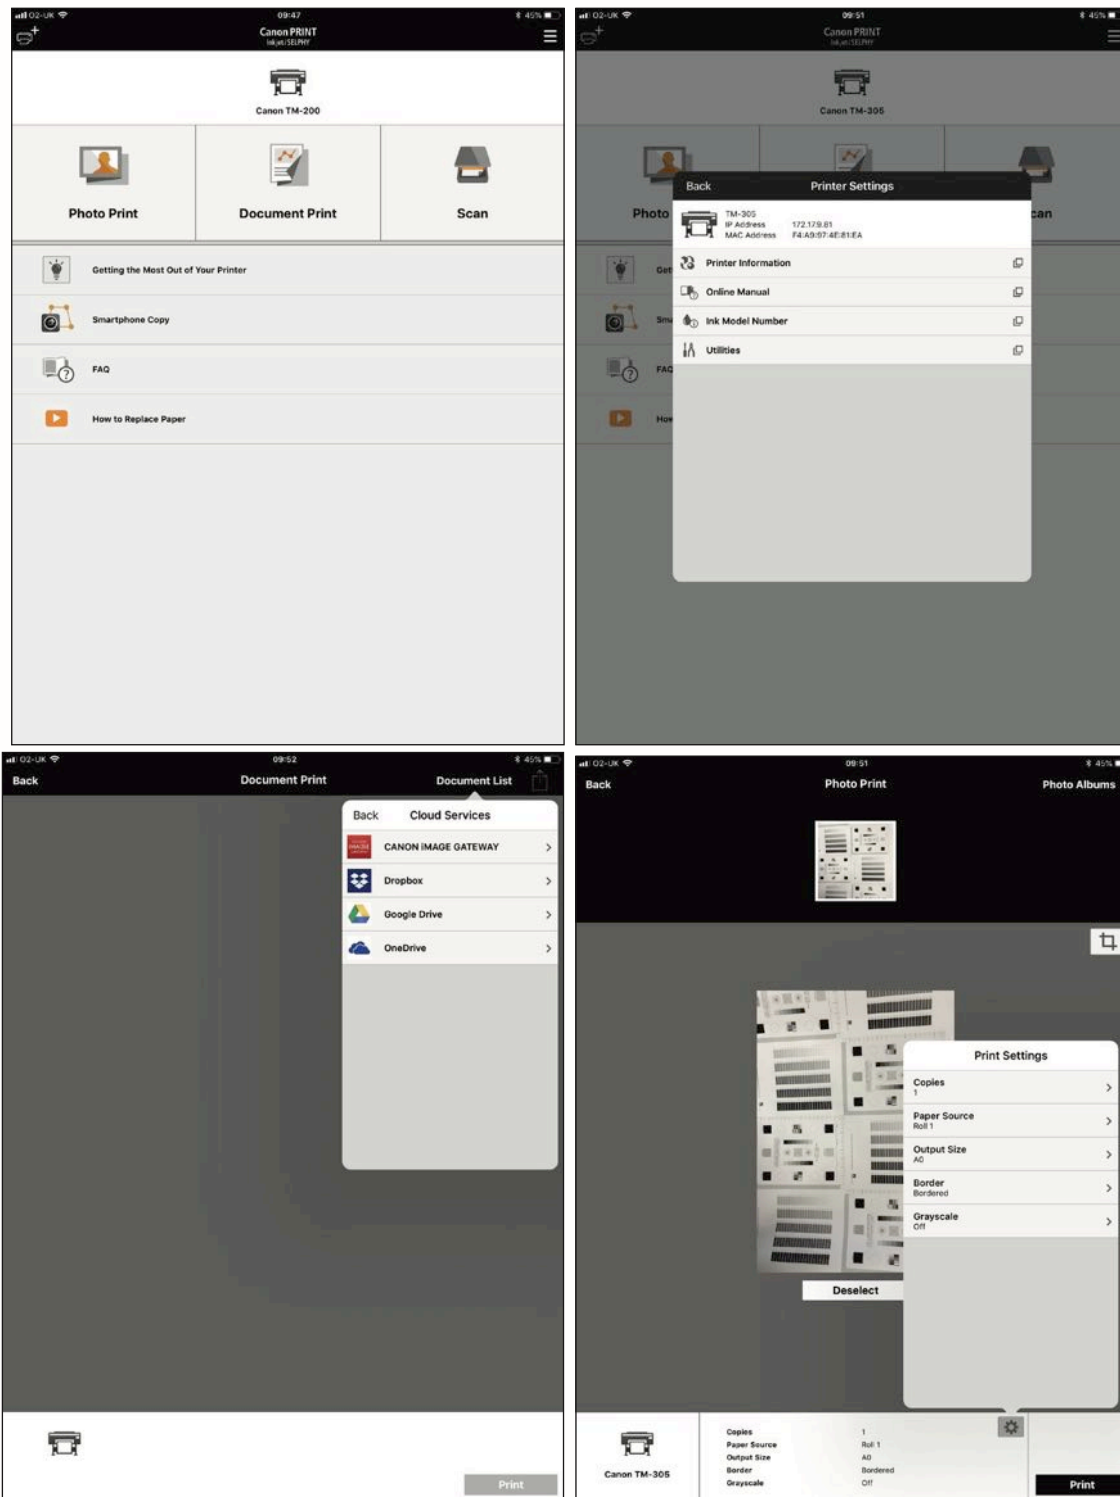 O2-UK
09:47
45%
Canon PRINT
Inkjet/SELPHY
Canon TM-200
Photo Print
Document Print
Scan
Getting the Most Out of Your Printer
Smartphone Copy
FAQ
How to Replace Paper
O2-UK
09:51
45%
Canon PRINT
Inkjet/SELPHY
Canon TM-305
Photo
can
Back
Printer Settings
TM-305
IP Address 172.17.9.81
MAC Address F4:A9:97:4E:81:EA
Printer Information
Online Manual
Ink Model Number
Utilities
Get
Sma
FAQ
How
O2-UK
09:52
45%
Back
Document Print
Document List
Back
Cloud Services
CANON iMAGE GATEWAY
Dropbox
Google Drive
OneDrive
Print
O2-UK
09:51
45%
Back
Photo Print
Photo Albums
Print Settings
Copies
1
Paper Source
Roll 1
Output Size
A0
Border
Bordered
Grayscale
Off
Deselect
Canon TM-305
Copies 1
Paper Source Roll 1
Output Size A0
Border Bordered
Grayscale Off
Print